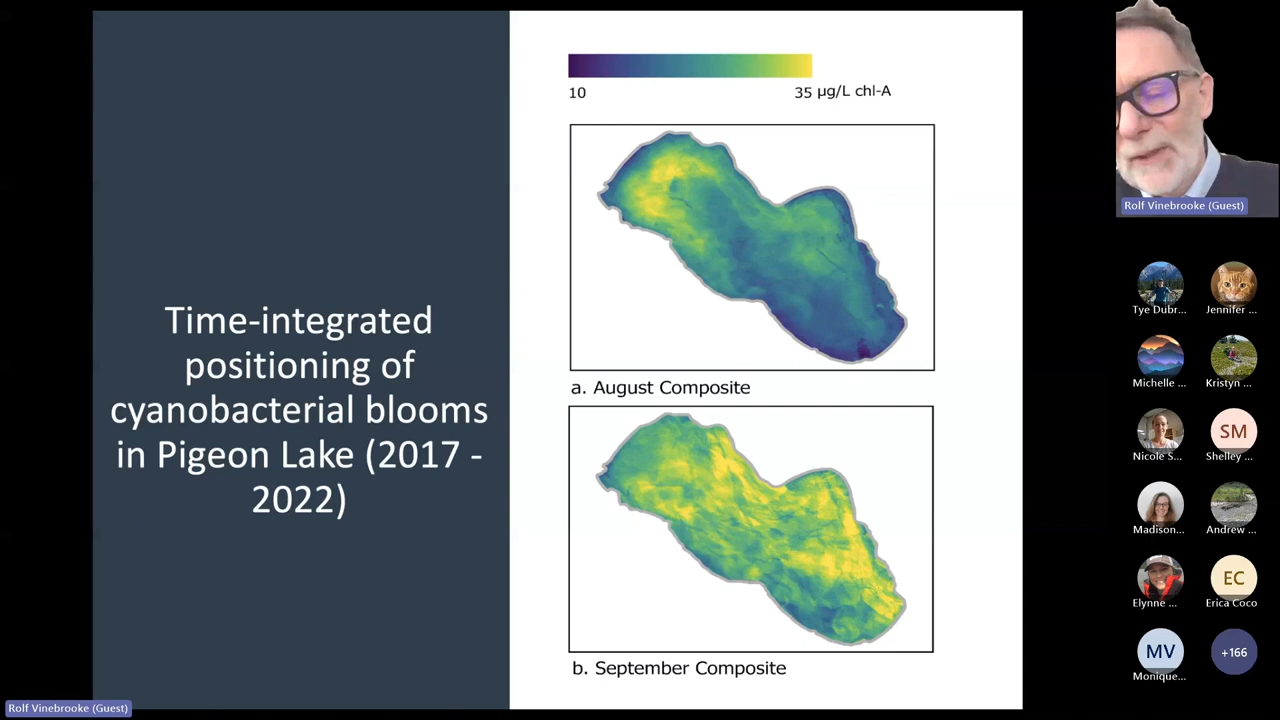 Time-integrated
positioning of
cyanobacterial blooms
in Pigeon Lake (2017 -
2022)
10
35 µg/L chl-A
a. August Composite
b. September Composite
Rolf Vinebrooke (Guest)
Tye Dubr...
Jennifer ...
Michelle ...
Kristyn ...
Nicole S...
SM
Shelley ...
Madison...
Andrew ...
Elynne ...
EC
Erica Coco
MV
Monique...
+166
Rolf Vinebrooke (Guest)